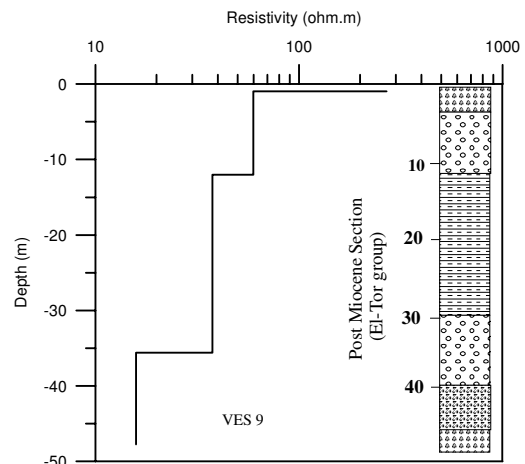 Resistivity (ohm.m)
10 100 1000
0
-10
-20
-30
-40
-50
Depth (m)
VES 9
Post Miocene Section
(El-Tor group)
10
20
30
40